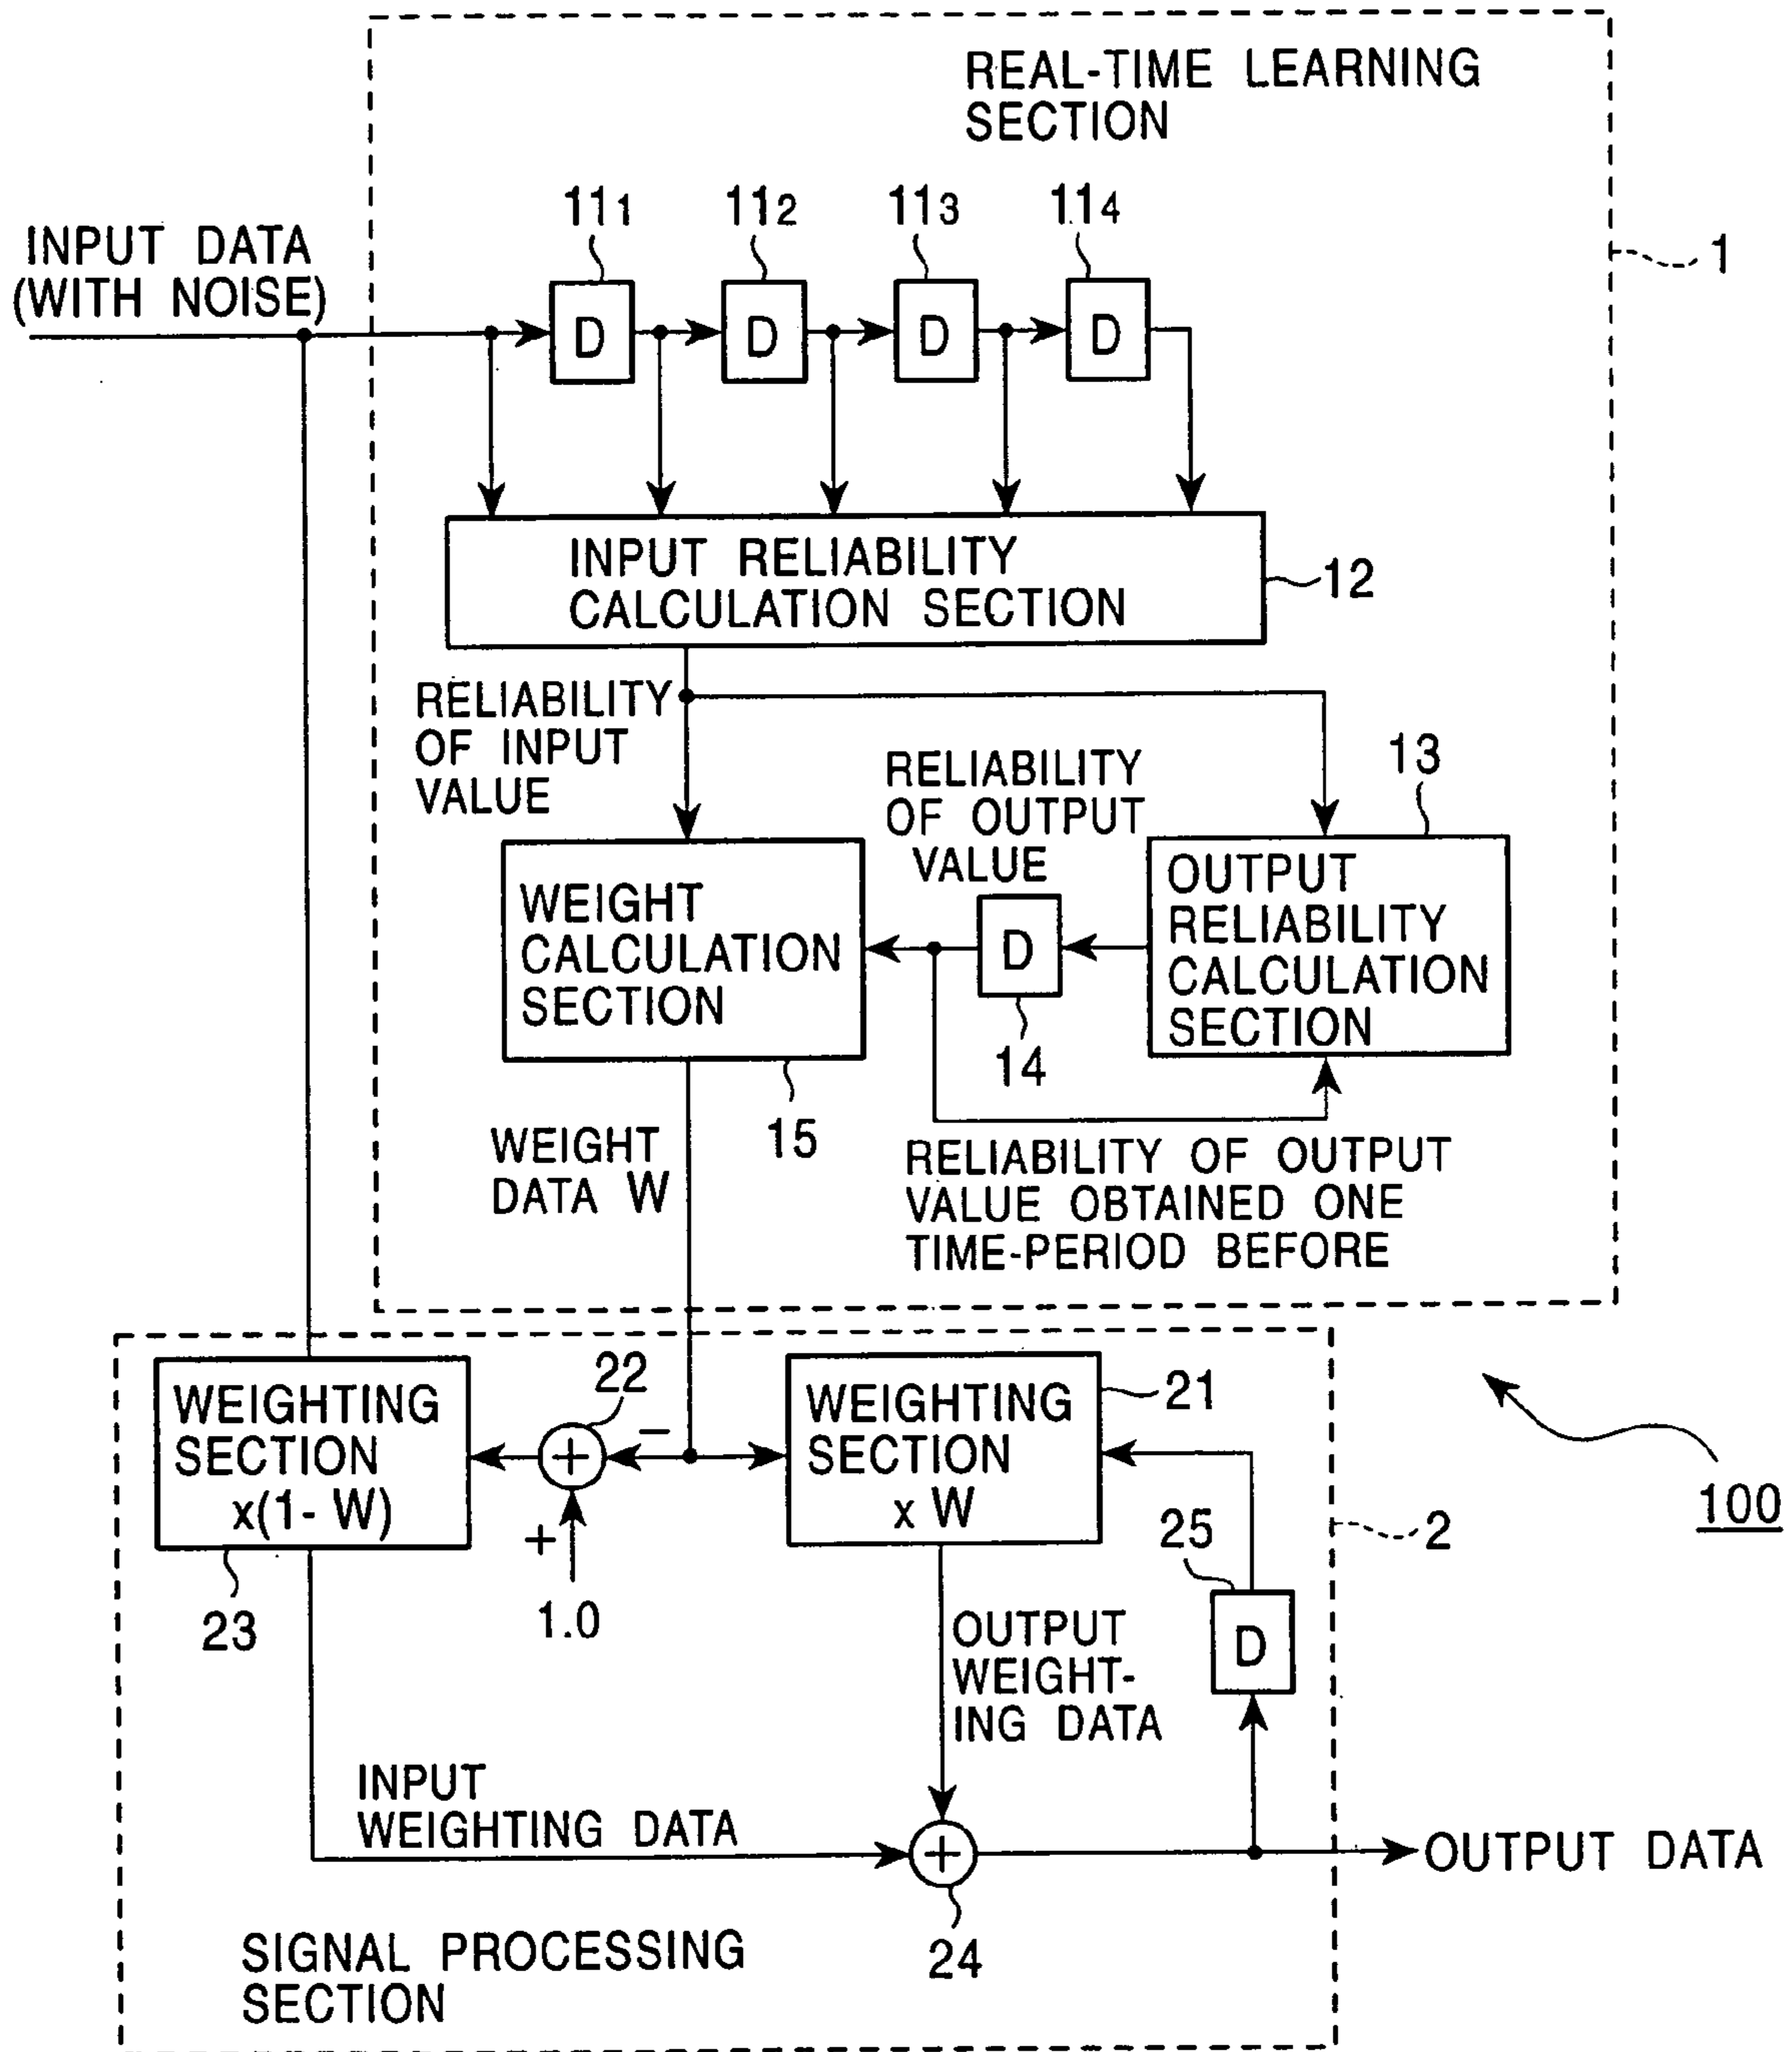 REAL-TIME LEARNING
SECTION
11₁
11₂
11₃
11₄
INPUT DATA
(WITH NOISE)
1
D
D
D
D
INPUT RELIABILITY
CALCULATION SECTION
12
RELIABILITY
OF INPUT
VALUE
RELIABILITY
OF OUTPUT
VALUE
13
WEIGHT
CALCULATION
SECTION
D
OUTPUT
RELIABILITY
CALCULATION
SECTION
14
15
WEIGHT
DATA W
RELIABILITY OF OUTPUT
VALUE OBTAINED ONE
TIME-PERIOD BEFORE
WEIGHTING
SECTION
x(1- W)
22
−
+
+
1.0
WEIGHTING
SECTION
x W
21
100
2
25
D
23
OUTPUT
WEIGHT-
ING DATA
INPUT
WEIGHTING DATA
+
OUTPUT DATA
24
SIGNAL PROCESSING
SECTION